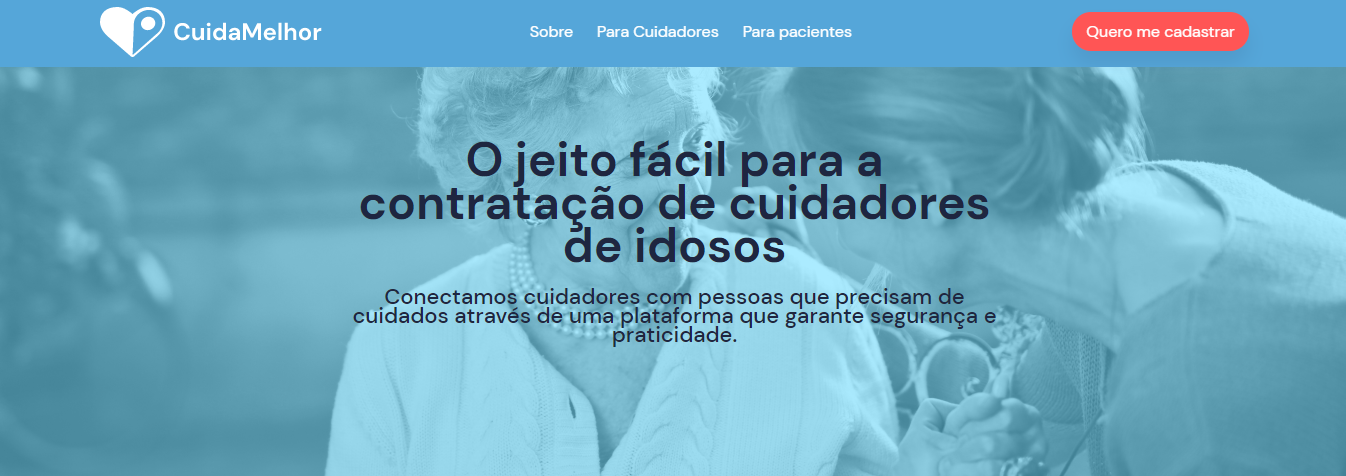 CuidaMelhor
Sobre
Para Cuidadores
Para pacientes
Quero me cadastrar
O jeito fácil para a
contratação de cuidadores
de idosos
Conectamos cuidadores com pessoas que precisam de
cuidados através de uma plataforma que garante segurança e
praticidade.